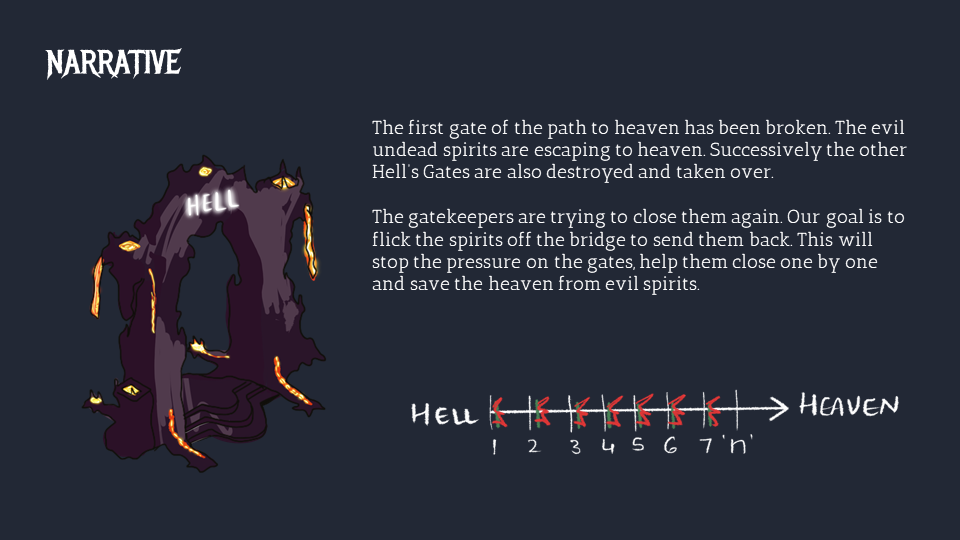 NARRATIVE
The first gate of the path to heaven has been broken. The evil
undead spirits are escaping to heaven. Successively the other
Hell's Gates are also destroyed and taken over.
The gatekeepers are trying to close them again. Our goal is to
flick the spirits off the bridge to send them back. This will
stop the pressure on the gates, help them close one by one
and save the heaven from evil spirits.
HELL
HELL HEAVEN
1 2 3 4 5 6 7 'n'